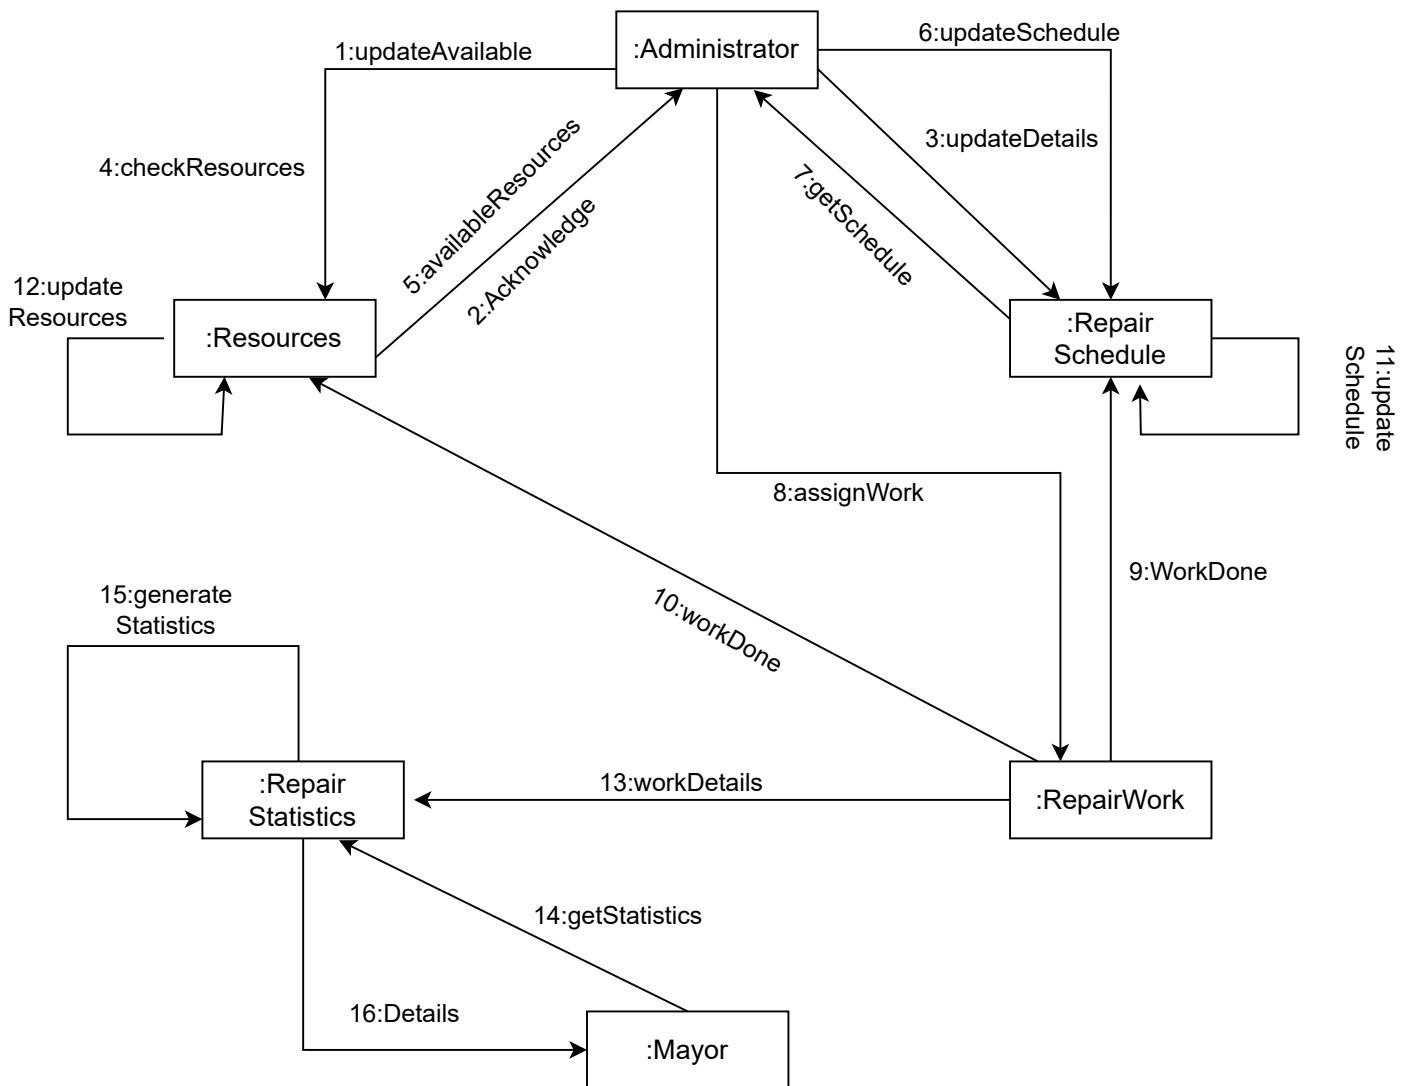 6:updateSchedule
1:updateAvailable
:Administrator
3:updateDetails
4:checkResources
5:availableResources
2:Acknowledge
7:getSchedule
12:update
Resources
:Resources
:Repair
Schedule
11:update
Schedule
8:assignWork
9:WorkDone
10:workDone
15:generate
Statistics
:Repair
Statistics
13:workDetails
:RepairWork
14:getStatistics
16:Details
:Mayor